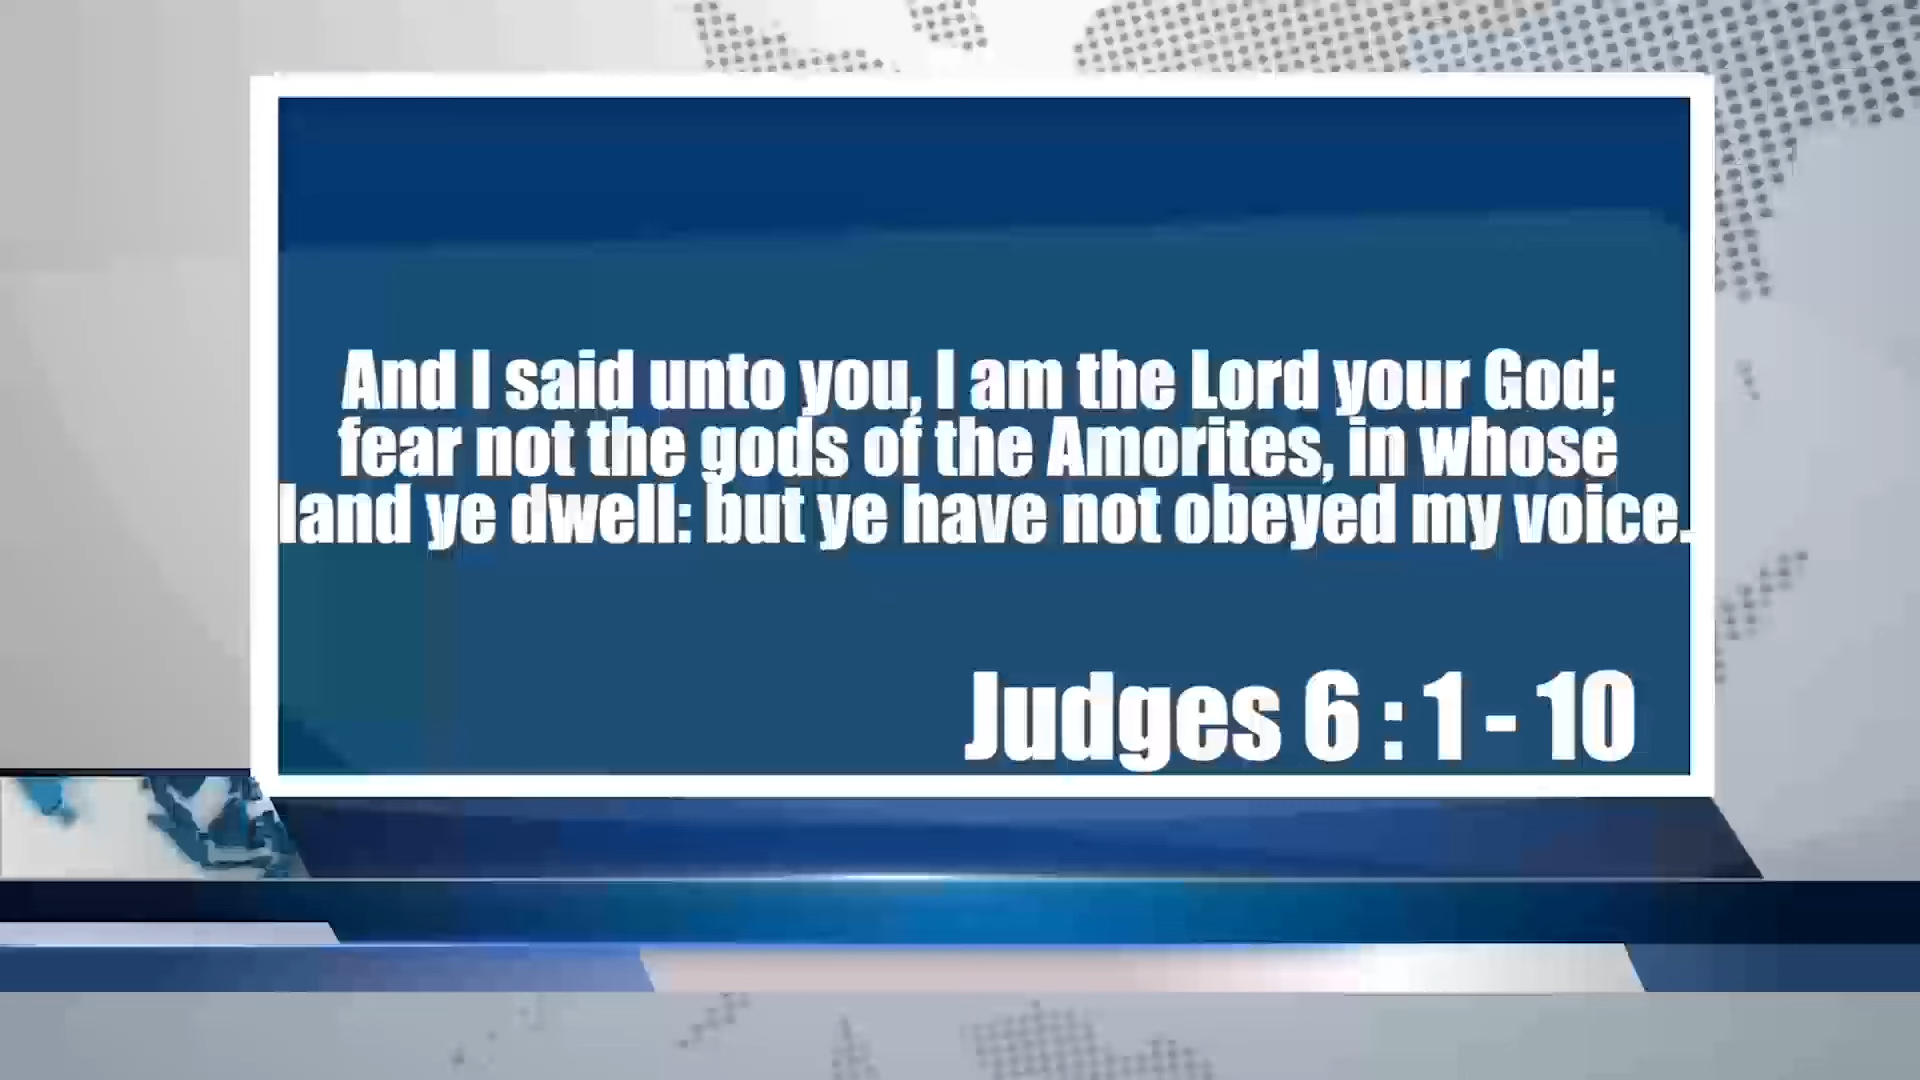 And I said unto you, I am the Lord your God;
fear not the gods of the Amorites, in whose
land ye dwell: but ye have not obeyed my voice.
Judges 6 : 1 - 10